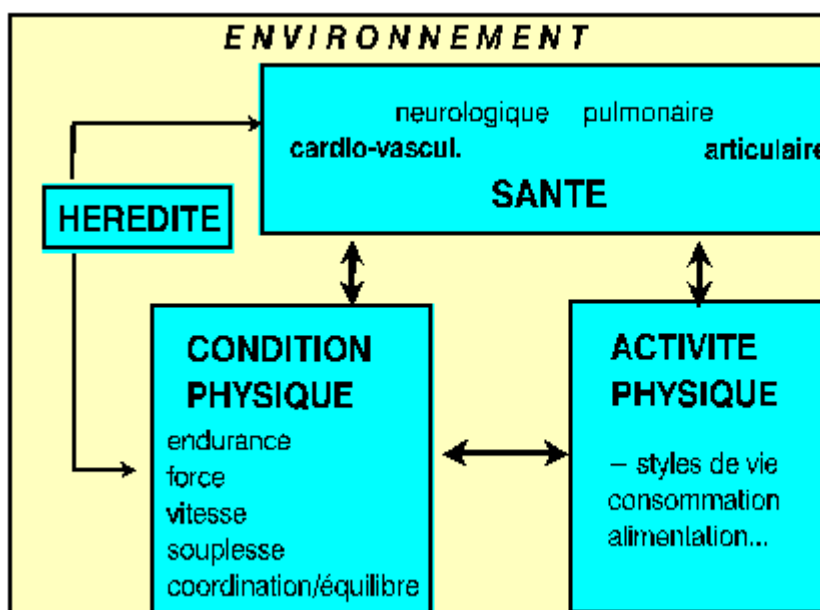 ENVIRONNEMENT
neurologique pulmonaire
cardio-vascul. articulaire
SANTE
HEREDITE
CONDITION
PHYSIQUE
endurance
force
vitesse
souplesse
coordination/équilibre
ACTIVITE
PHYSIQUE
– styles de vie
consommation
alimentation...